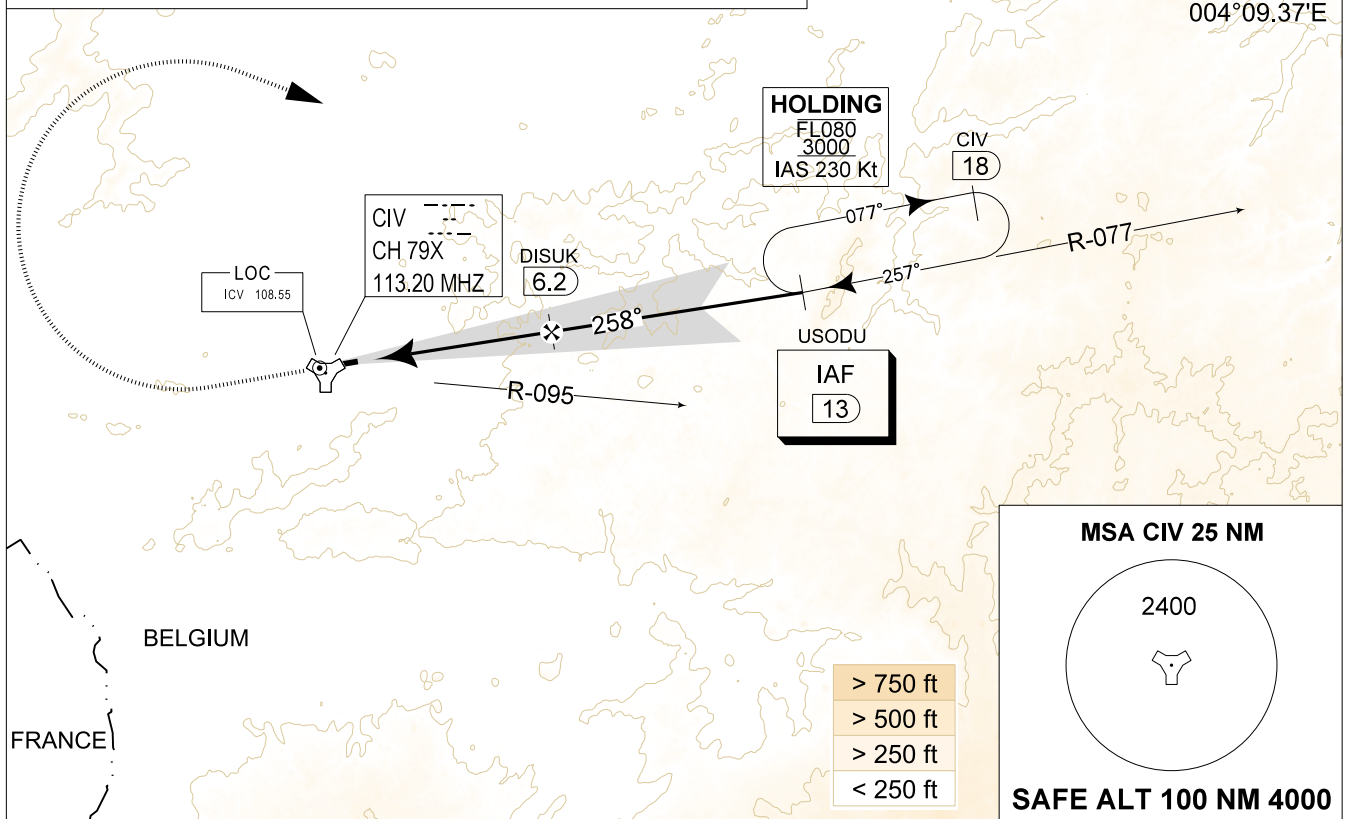 004°09.37'E
HOLDING
FL080
3000
IAS 230 Kt
CIV
18
077°
R-077
257°
CIV
CH 79X
113.20 MHZ
DISUK
6.2
LOC
ICV 108.55
258°
USODU
IAF
13
R-095
MSA CIV 25 NM
2400
BELGIUM
> 750 ft
> 500 ft
FRANCE
> 250 ft
< 250 ft
SAFE ALT 100 NM 4000